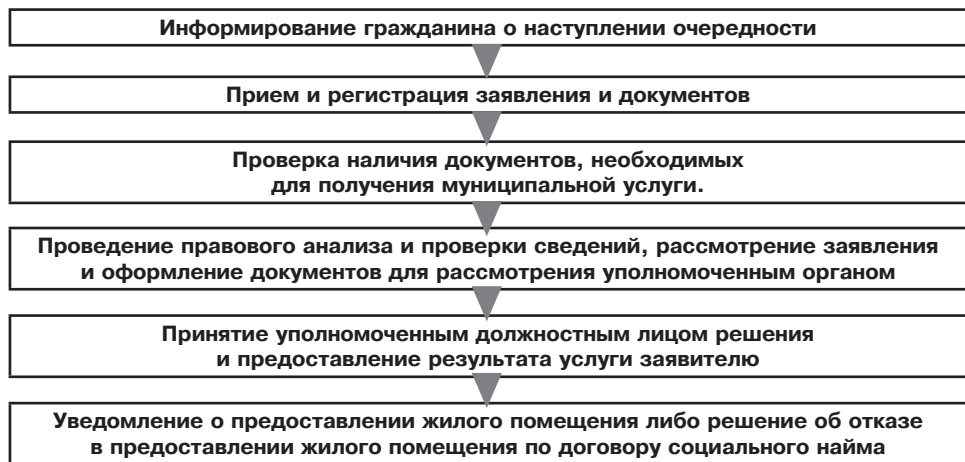 Информирование гражданина о наступлении очередности
Прием и регистрация заявления и документов
Проверка наличия документов, необходимых
для получения муниципальной услуги.
Проведение правового анализа и проверки сведений, рассмотрение заявления
и оформление документов для рассмотрения уполномоченным органом
Принятие уполномоченным должностным лицом решения
и предоставление результата услуги заявителю
Уведомление о предоставлении жилого помещения либо решение об отказе
в предоставлении жилого помещения по договору социального найма